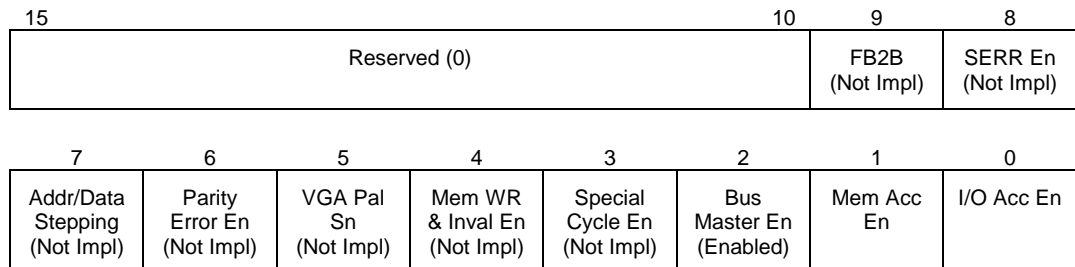 15 10 9 8
Reserved (0) FB2B SERR En
(Not Impl) (Not Impl)
7 6 5 4 3 2 1 0
Addr/Data Parity VGA Pal Mem WR Special Bus Mem Acc I/O Acc En
Stepping Error En Sn & Inval En Cycle En Master En En
(Not Impl) (Not Impl) (Not Impl) (Not Impl) (Not Impl) (Enabled)